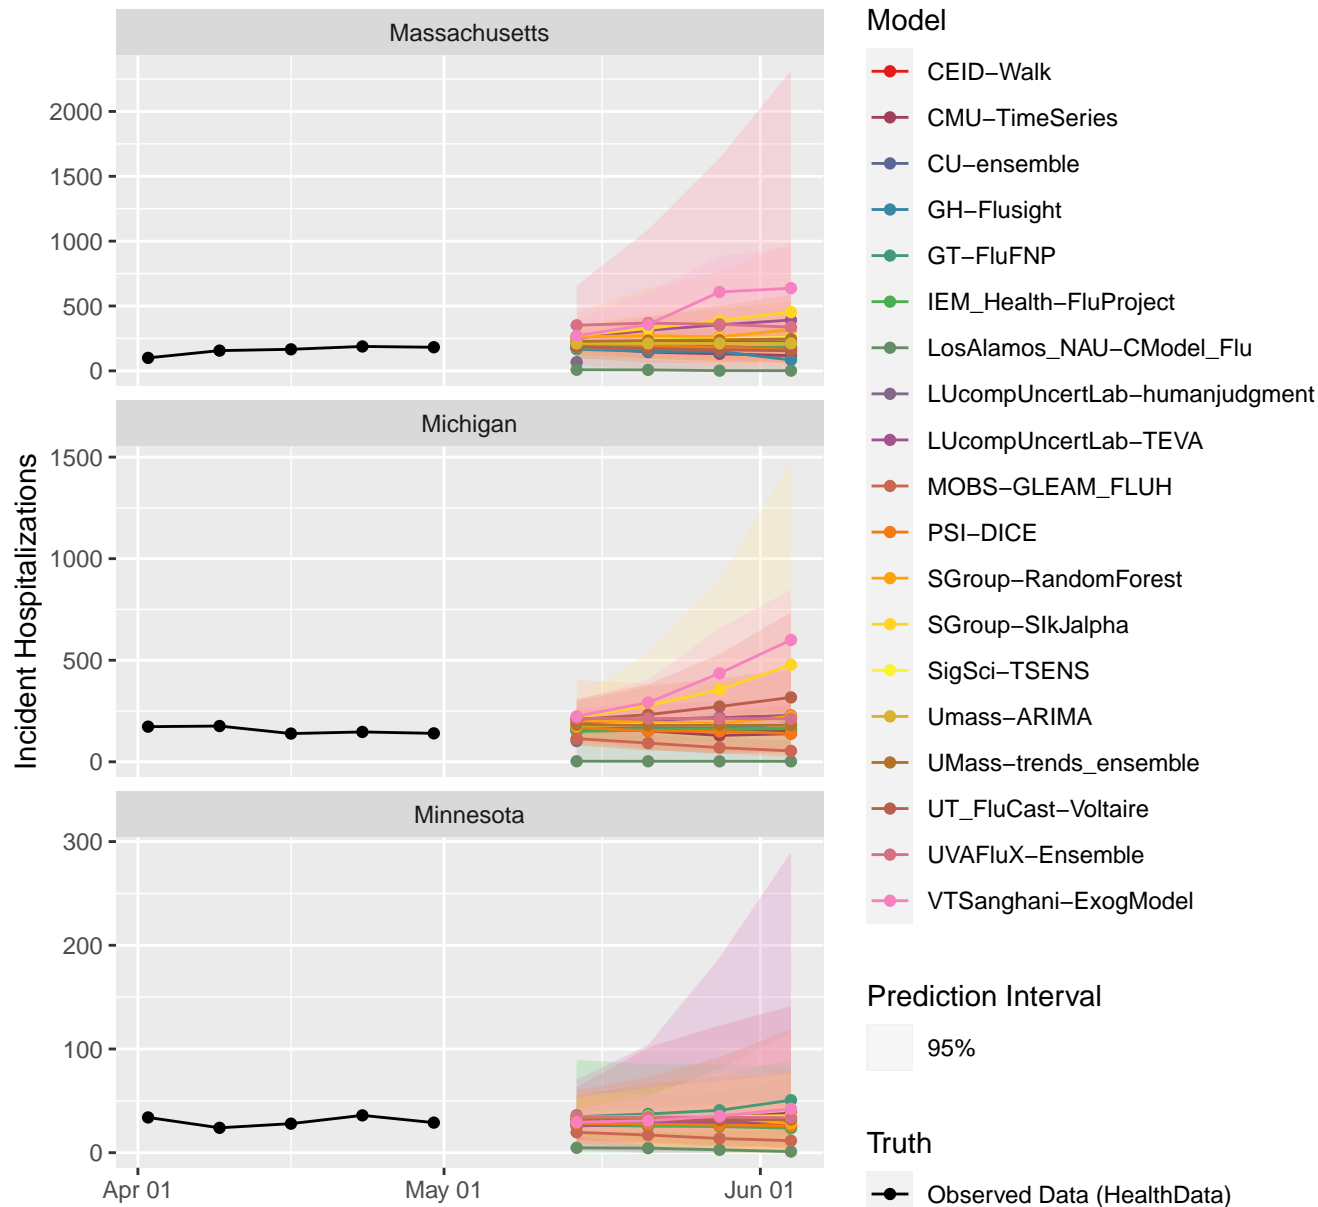 Massachusetts
2000
1500
1000
500
0
Michigan
1500
1000
500
0
Minnesota
300
200
100
0
Apr 01
May 01
Jun 01
Incident Hospitalizations
Model
CEID−Walk
CMU−TimeSeries
CU−ensemble
GH−Flusight
GT−FluFNP
IEM_Health−FluProject
LosAlamos_NAU−CModel_Flu
LUcompUncertLab−humanjudgment
LUcompUncertLab−TEVA
MOBS−GLEAM_FLUH
PSI−DICE
SGroup−RandomForest
SGroup−SIkJalpha
SigSci−TSENS
Umass−ARIMA
UMass−trends_ensemble
UT_FluCast−Voltaire
UVAFluX−Ensemble
VTSanghani−ExogModel
Prediction Interval
95%
Truth
Observed Data (HealthData)